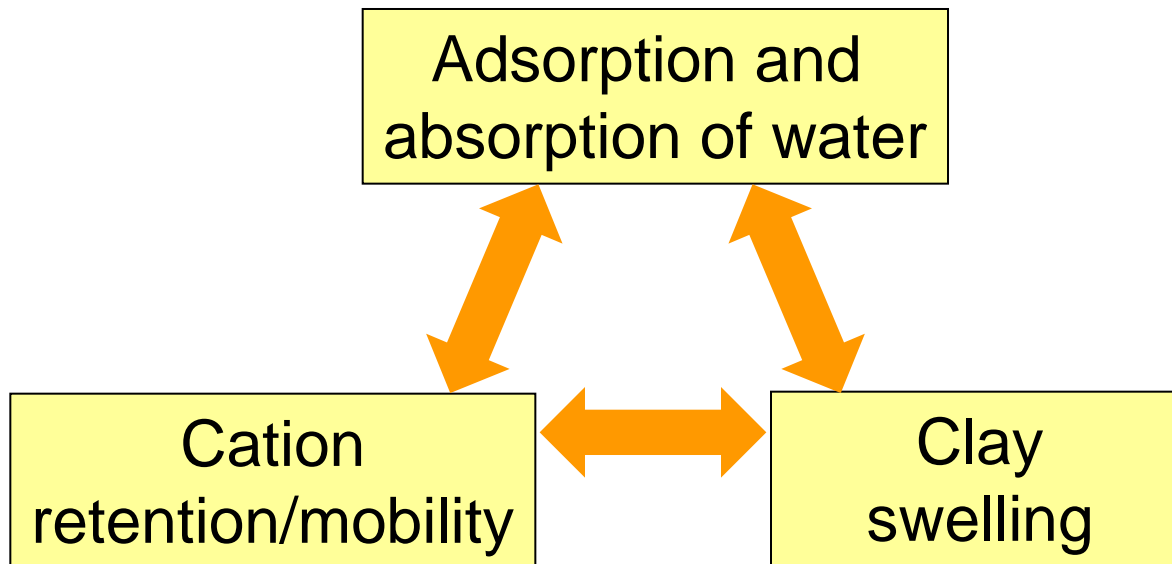 Adsorption and
absorption of water
Cation
retention/mobility
Clay
swelling